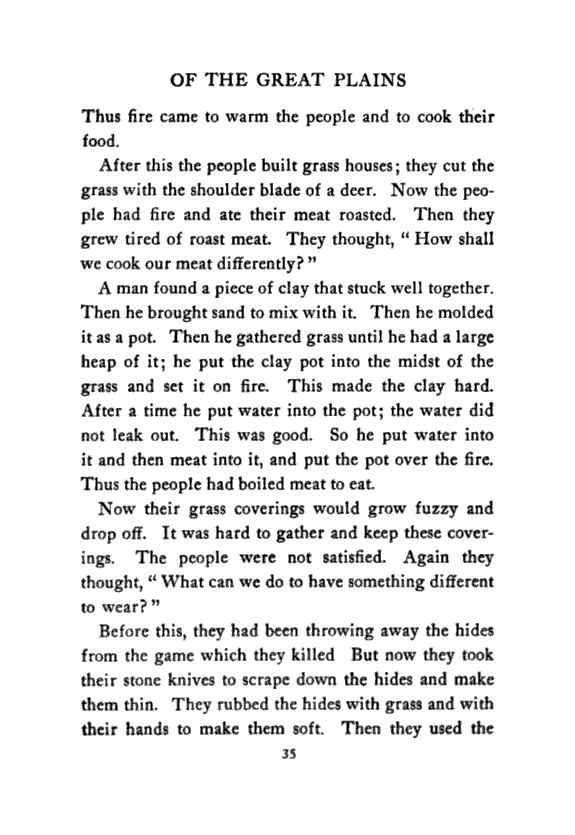 OF THE GREAT PLAINS
Thus fire came to warm the people and to cook their
food.
After this the people built grass houses; they cut the
grass with the shoulder blade of a deer. Now the peo-
ple had fire and ate their meat roasted. Then they
grew tired of roast meat. They thought, “ How shall
we cook our meat differently? ”
A man found a piece of clay that stuck well together.
Then he brought sand to mix with it. Then he molded
it as a pot. Then he gathered grass until he had a large
heap of it; he put the clay pot into the midst of the
grass and set it on fire. This made the clay hard.
After a time he put water into the pot; the water did
not leak out. This was good. So he put water into
it and then meat into it, and put the pot over the fire.
Thus the people had boiled meat to eat.
Now their grass coverings would grow fuzzy and
drop off. It was hard to gather and keep these cover-
ings. The people were not satisfied. Again they
thought, “ What can we do to have something different
to wear? ”
Before this, they had been throwing away the hides
from the game which they killed But now they took
their stone knives to scrape down the hides and make
them thin. They rubbed the hides with grass and with
their hands to make them soft. Then they used the
35